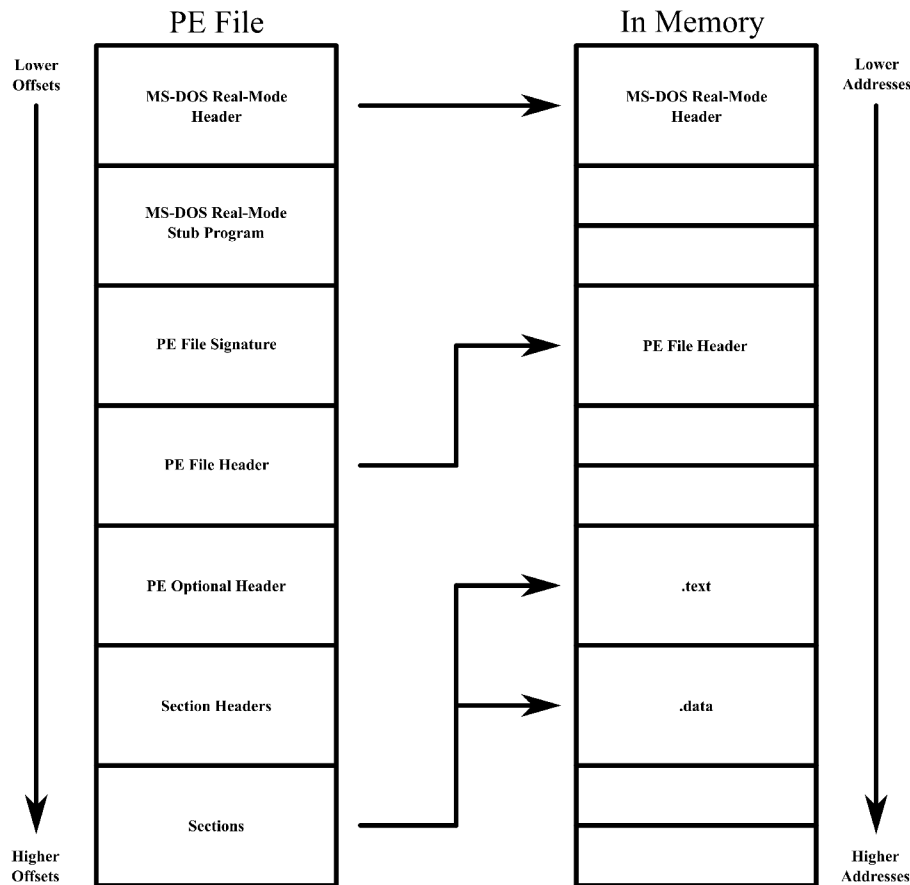 PE File
In Memory
Lower
Offsets
Lower
Addresses
MS-DOS Real-Mode
Header
MS-DOS Real-Mode
Header
MS-DOS Real-Mode
Stub Program
PE File Signature
PE File Header
PE File Header
PE Optional Header
.text
Section Headers
.data
Sections
Higher
Offsets
Higher
Addresses